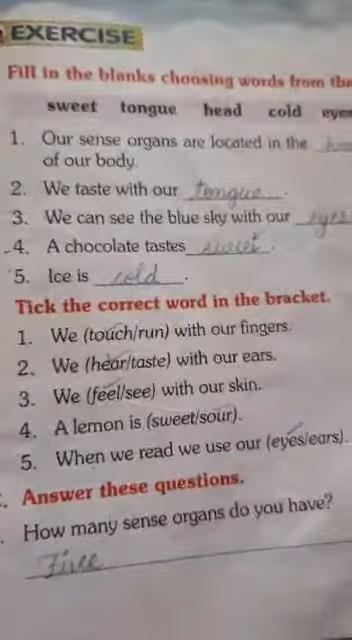 EXERCISE
Fill in the blanks choosing words from the
sweet tongue head cold eyes
1. Our sense organs are located in the
of our body.
2. We taste with our tongue.
3. We can see the blue sky with our eyes
4. A chocolate tastes sweet.
5. Ice is cold.
Tick the correct word in the bracket.
1. We (touch/run) with our fingers.
2. We (hear/taste) with our ears.
3. We (feel/see) with our skin.
4. A lemon is (sweet/sour).
5. When we read we use our (eyes/ears).
Answer these questions.
How many sense organs do you have?
Five